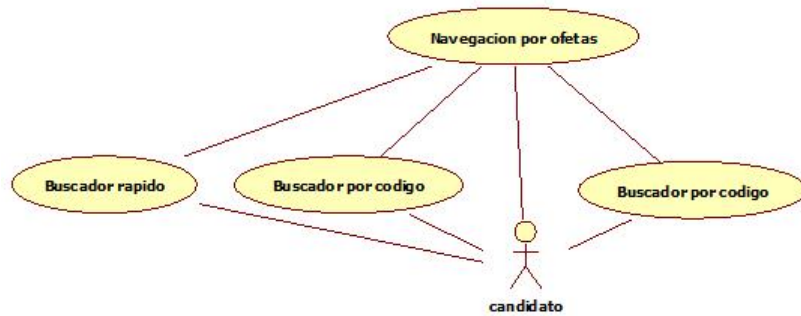 Navegacion por ofetas
Buscador rapido
Buscador por codigo
Buscador por codigo
candidato